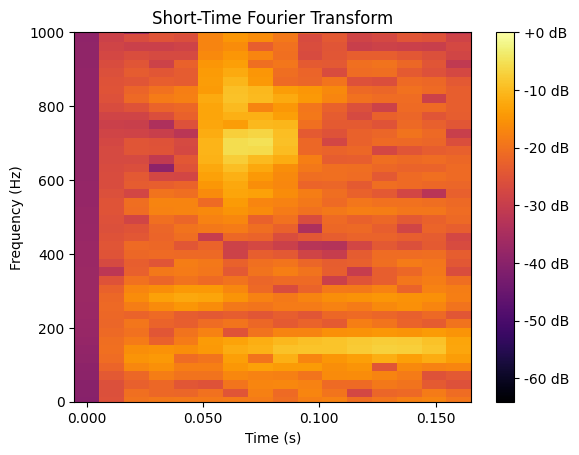 Short-Time Fourier Transform
1000
800
600
400
200
0
Frequency (Hz)
0.000
0.050
0.100
0.150
Time (s)
+0 dB
-10 dB
-20 dB
-30 dB
-40 dB
-50 dB
-60 dB